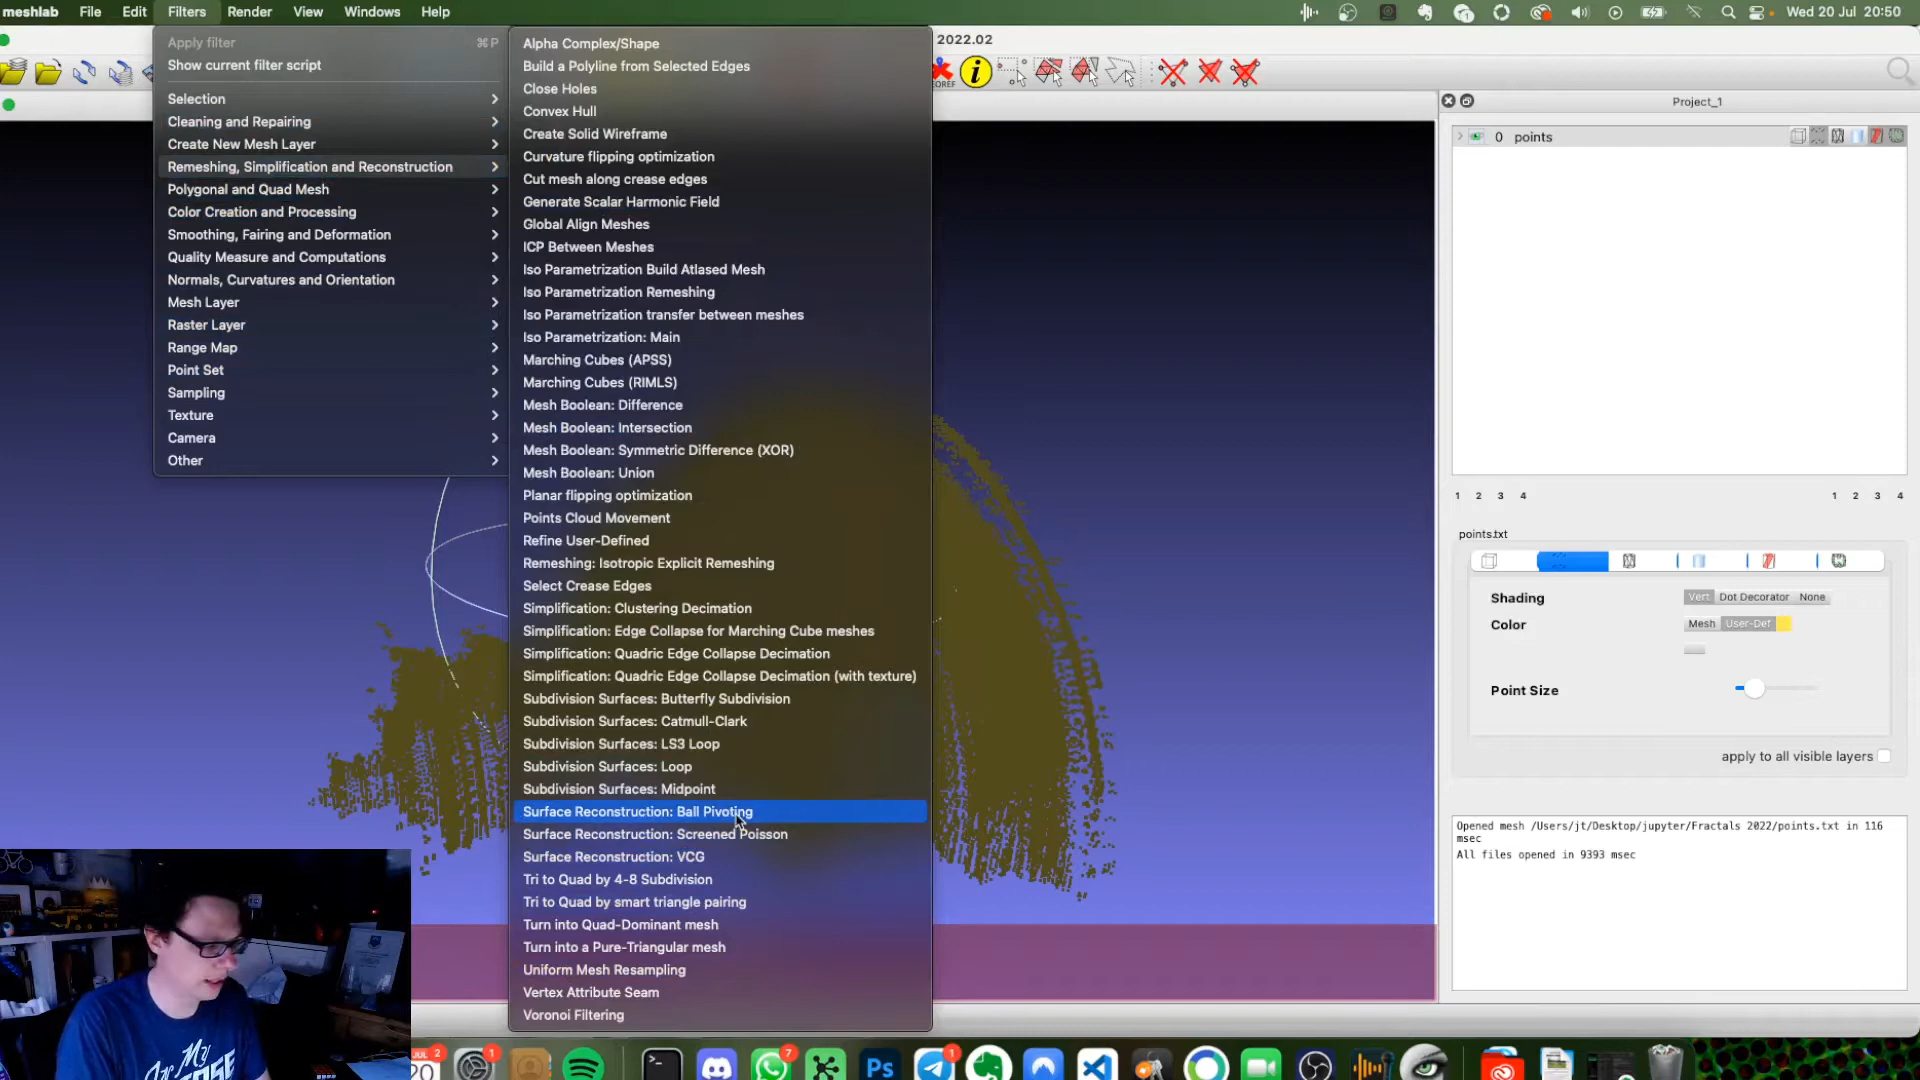 meshlab File Edit Filters Render View Windows Help
Wed 20 Jul 20:50
Apply filter ⌘P
Show current filter script
Selection
Cleaning and Repairing
Create New Mesh Layer
Remeshing, Simplification and Reconstruction
Polygonal and Quad Mesh
Color Creation and Processing
Smoothing, Fairing and Deformation
Quality Measure and Computations
Normals, Curvatures and Orientation
Mesh Layer
Raster Layer
Range Map
Point Set
Sampling
Texture
Camera
Other
Alpha Complex/Shape
Build a Polyline from Selected Edges
Close Holes
Convex Hull
Create Solid Wireframe
Curvature flipping optimization
Cut mesh along crease edges
Generate Scalar Harmonic Field
Global Align Meshes
ICP Between Meshes
Iso Parametrization Build Atlased Mesh
Iso Parametrization Remeshing
Iso Parametrization transfer between meshes
Iso Parametrization: Main
Marching Cubes (APSS)
Marching Cubes (RIMLS)
Mesh Boolean: Difference
Mesh Boolean: Intersection
Mesh Boolean: Symmetric Difference (XOR)
Mesh Boolean: Union
Planar flipping optimization
Points Cloud Movement
Refine User-Defined
Remeshing: Isotropic Explicit Remeshing
Select Crease Edges
Simplification: Clustering Decimation
Simplification: Edge Collapse for Marching Cube meshes
Simplification: Quadric Edge Collapse Decimation
Simplification: Quadric Edge Collapse Decimation (with texture)
Subdivision Surfaces: Butterfly Subdivision
Subdivision Surfaces: Catmull-Clark
Subdivision Surfaces: LS3 Loop
Subdivision Surfaces: Loop
Subdivision Surfaces: Midpoint
Surface Reconstruction: Ball Pivoting
Surface Reconstruction: Screened Poisson
Surface Reconstruction: VCG
Tri to Quad by 4-8 Subdivision
Tri to Quad by smart triangle pairing
Turn into Quad-Dominant mesh
Turn into a Pure-Triangular mesh
Uniform Mesh Resampling
Vertex Attribute Seam
Voronoi Filtering
2022.02
Project_1
0 points
1 2 3 4 1 2 3 4
points.txt
Shading Vert Dot Decorator None
Color Mesh User-Def
Point Size
apply to all visible layers
Opened mesh /Users/jt/Desktop/jupyter/Fractals 2022/points.txt in 116
msec
All files opened in 9393 msec
JUL 2 1 7 1
20 Ps